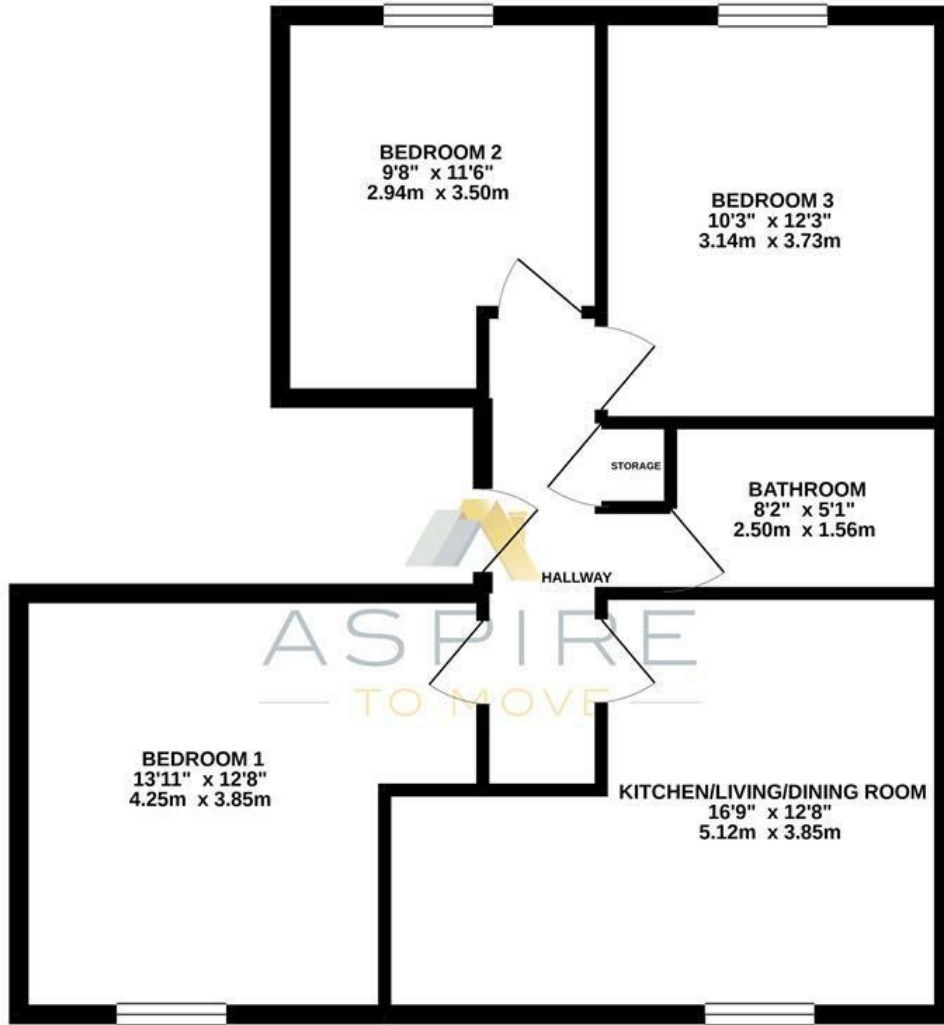 BEDROOM 2
9'8" x 11'6"
2.94m x 3.50m
BEDROOM 3
10'3" x 12'3"
3.14m x 3.73m
STORAGE
BATHROOM
8'2" x 5'1"
2.50m x 1.56m
HALLWAY
ASPIRE
TO MOVE
BEDROOM 1
13'11" x 12'8"
4.25m x 3.85m
KITCHEN/LIVING/DINING ROOM
16'9" x 12'8"
5.12m x 3.85m